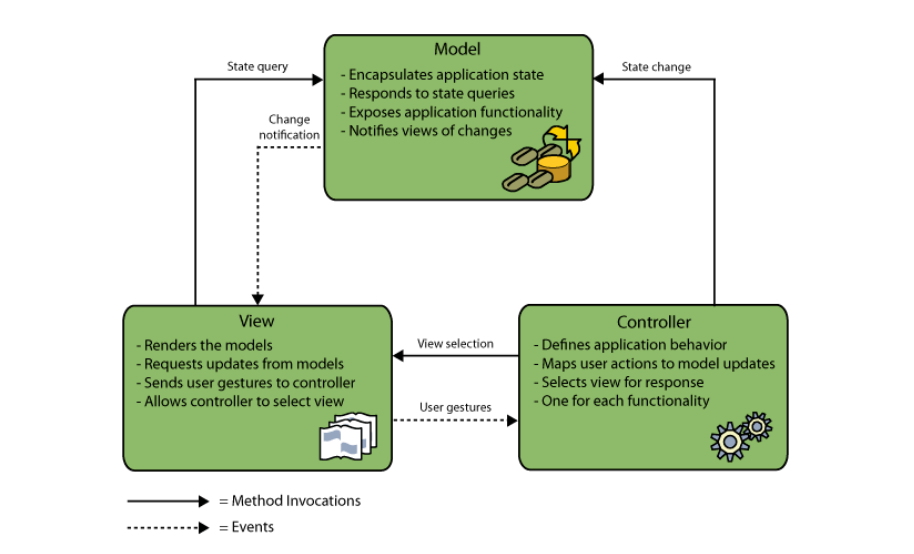 Model
- Encapsulates application state
- Responds to state queries
- Exposes application functionality
- Notifies views of changes
State query
State change
Change
notification
View
- Renders the models
- Requests updates from models
- Sends user gestures to controller
- Allows controller to select view
View selection
User gestures
Controller
- Defines application behavior
- Maps user actions to model updates
- Selects view for response
- One for each functionality
= Method Invocations
= Events